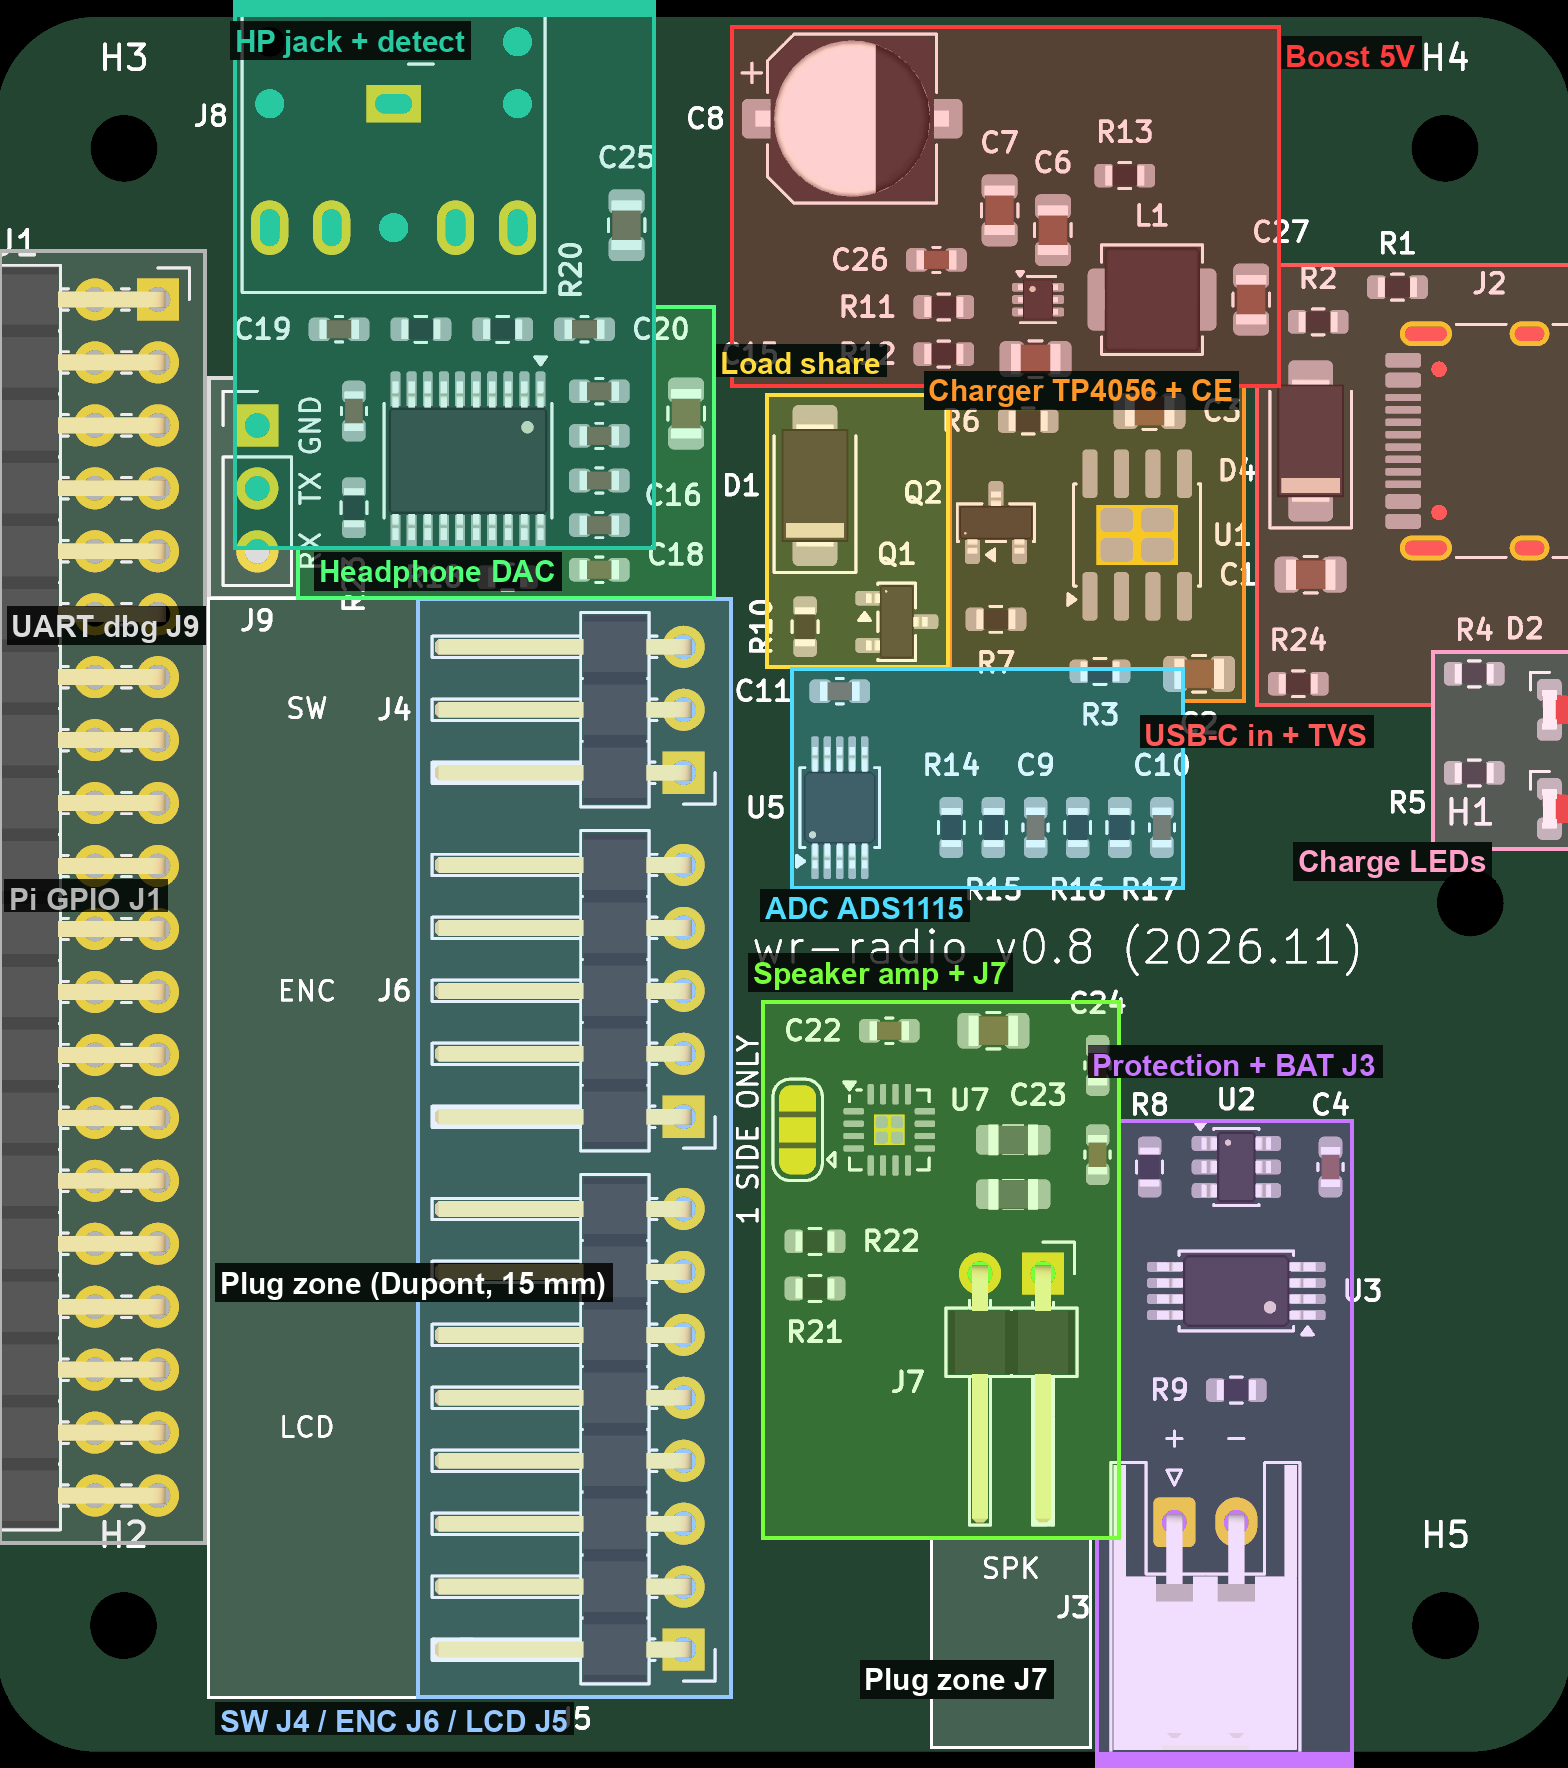 HP jack + detect
H3
Boost 5V
H4
J8
C8
+
C7
C6
R13
C25
L1
J1
R20
C26
C27
R1
R2
J2
C19
C20
R11
C15
R12
Load share
Charger TP4056 + CE
R6
C3
GND
TX
RX
D1
Q2
D4
C16
U1
Q1
C18
C1
Headphone DAC
R10
UART dbg J9
J9
R7
R4
D2
R24
SW
J4
C11
R3
C2
USB-C in + TVS
R14
C9
C10
U5
R5
H1
Charge LEDs
Pi GPIO J1
R15
R16
R17
ADC ADS1115
wr-radio v0.8 (2026.11)
Speaker amp + J7
ENC
J6
C22
C24
1 SIDE ONLY
Protection + BAT J3
U7
C23
R8
U2
C4
R22
Plug zone (Dupont, 15 mm)
U3
R21
J7
R9
LCD
+
−
H2
H5
SPK
J3
Plug zone J7
SW J4 / ENC J6 / LCD J5
J5